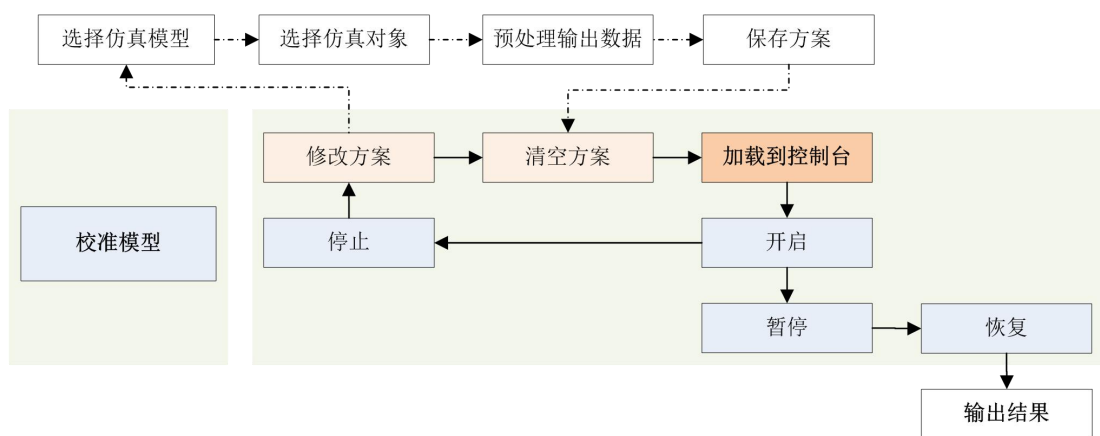 选择仿真模型
选择仿真对象
预处理输出数据
保存方案
修改方案
清空方案
加载到控制台
校准模型
停止
开启
暂停
恢复
输出结果